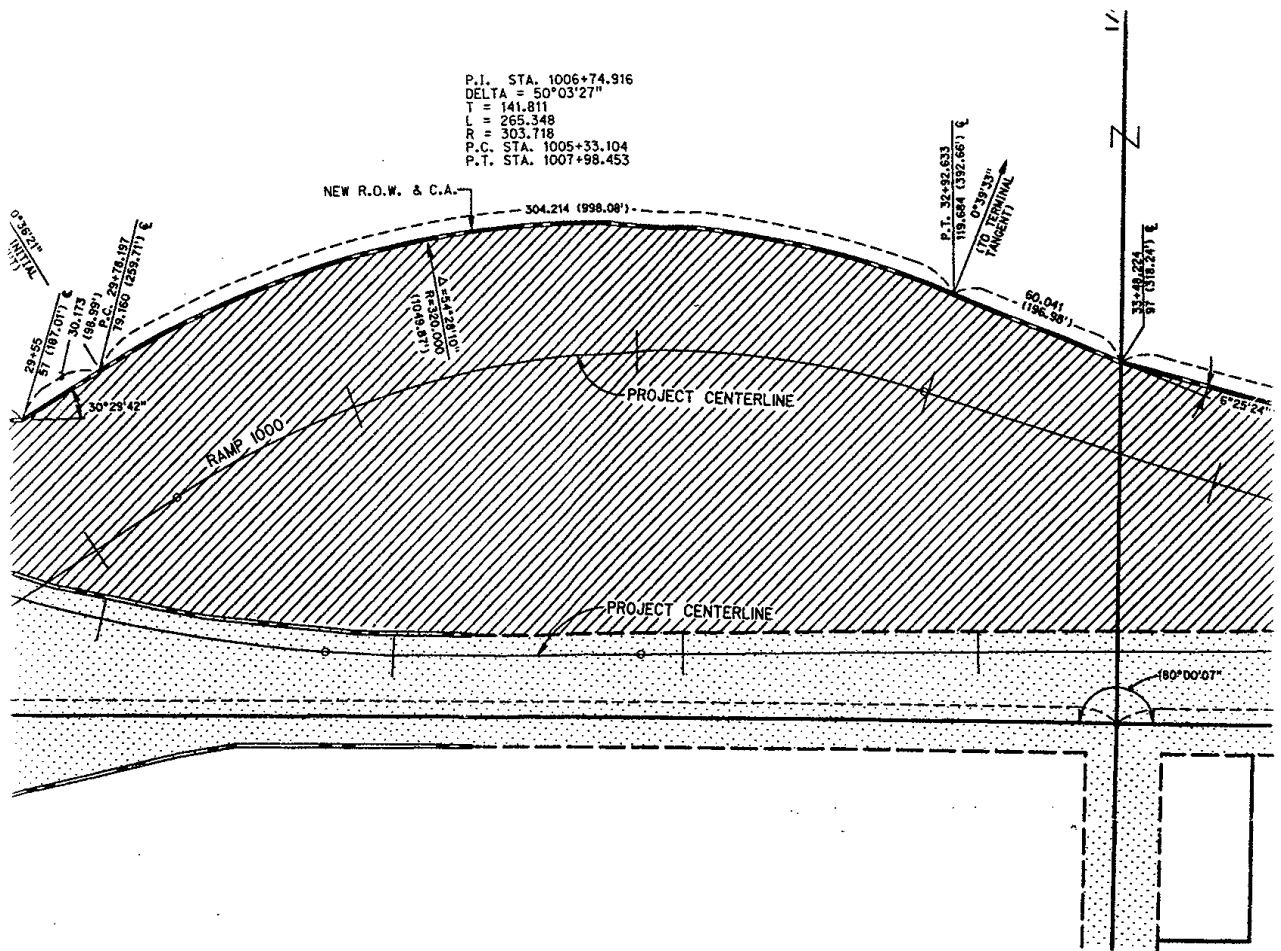 P.I. STA. 1006+74.916
DELTA = 50°03'27"
T = 141.811
L = 265.348
R = 303.718
P.C. STA. 1005+33.104
P.T. STA. 1007+98.453
NEW R.O.W. & C.A.
304.214 (998.08')
P.T. 32+92.633
119.684 (392.66') ℄
0°39'33"
(TO TERMINAL
TANGENT)
0°36'21"
29+55
57 (187.01') ℄
30.173
(98.99')
P.C. 29+78.197
79.160 (259.71') ℄
Δ=54°28'10"
R=320.000
(1049.87')
60.041
(196.98')
33+48.224
97 (318.24') ℄
30°29'42"
6°25'24"
PROJECT CENTERLINE
RAMP 1000
PROJECT CENTERLINE
180°00'07"